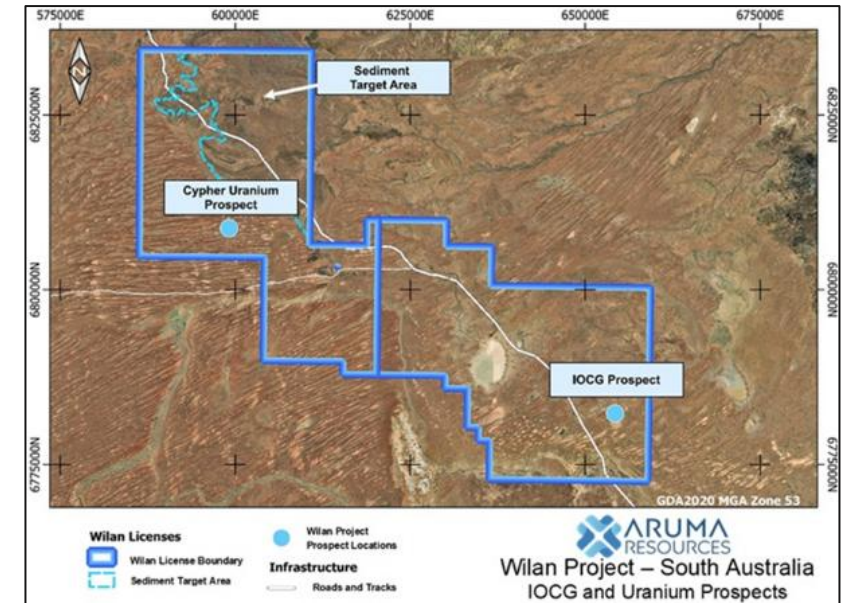 575000E 600000E 625000E 650000E 675000E
N
Sediment
Target Area
6825000N 6825000N
Cypher Uranium
Prospect
6800000N 6800000N
IOCG Prospect
6775000N 6775000N
GDA2020 MGA Zone 53
Wilan Licenses
Wilan License Boundary
Sediment Target Area
Wilan Project
Prospect Locations
Infrastructure
Roads and Tracks
ARUMA
RESOURCES
Wilan Project – South Australia
IOCG and Uranium Prospects